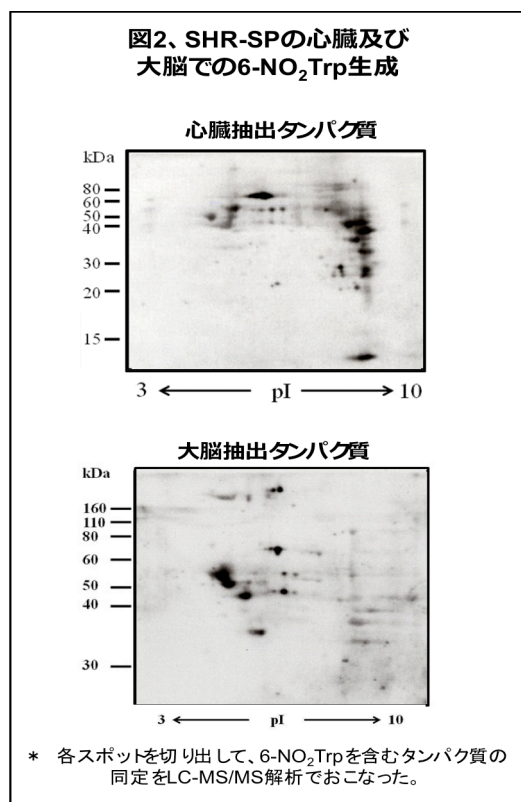 図2、SHR-SPの心臓及び
大脳での6-NO₂Trp生成
心臓抽出タンパク質
kDa
80
60
50
40
30
20
15
3 ← pI → 10
大脳抽出タンパク質
kDa
160
110
80
60
50
40
30
3 ← pI → 10
* 各スポットを切り出して、6-NO₂Trpを含むタンパク質の
同定をLC-MS/MS解析でおこなった。